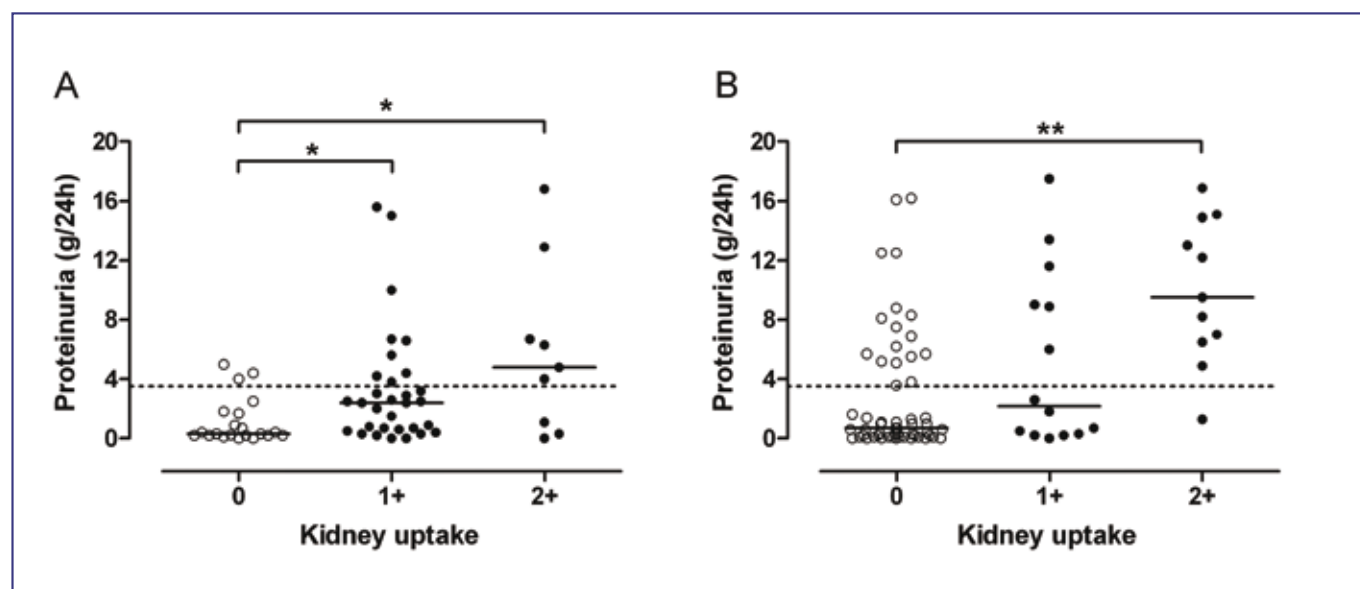 A
*
*
Proteinuria (g/24h)
20
16
12
8
4
0
0 1+ 2+
Kidney uptake
B
**
Proteinuria (g/24h)
20
16
12
8
4
0
0 1+ 2+
Kidney uptake